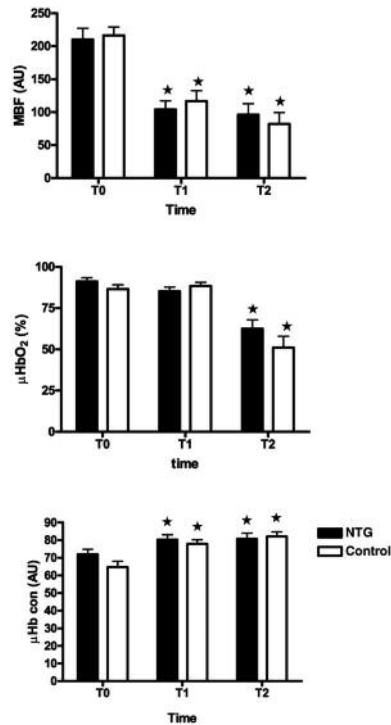 MBF (AU)
250
200
150
100
50
0
★ ★ ★ ★
T0 T1 T2
Time
μHbO₂ (%)
100
75
50
25
0
★ ★
T0 T1 T2
time
μHb con (AU)
90
80
70
60
50
40
30
20
10
0
★ ★ ★ ★
T0 T1 T2
Time
NTG
Control